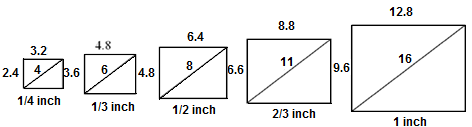 3.2
2.4 4
1/4 inch
4.8
3.6 6
1/3 inch
6.4
4.8 8
1/2 inch
8.8
6.6 11
2/3 inch
12.8
9.6 16
1 inch